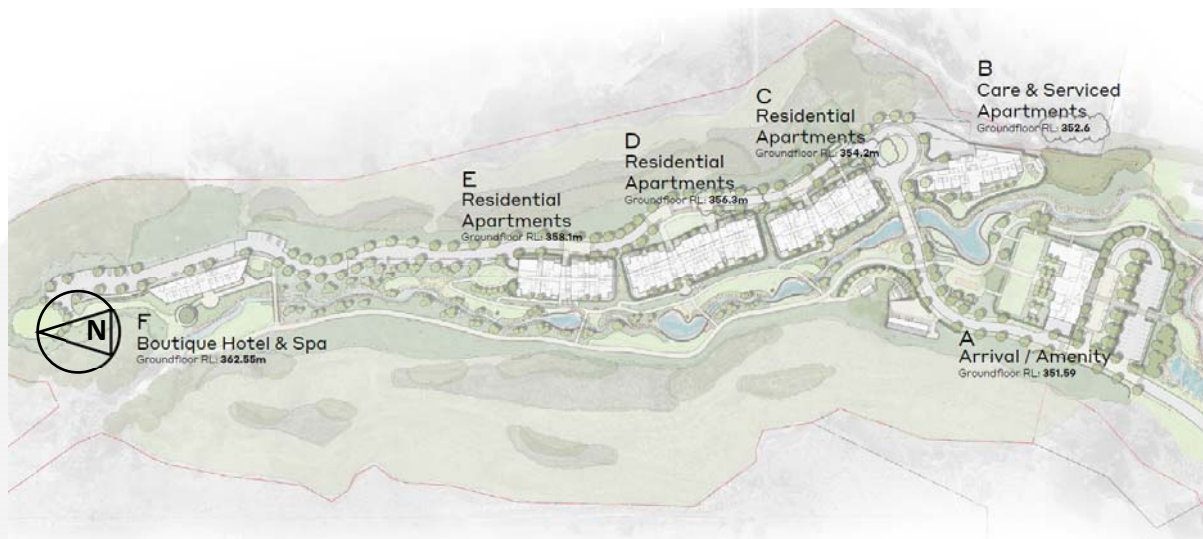 B
Care & Serviced
Apartments
Groundfloor RL: 352.6
C
Residential
Apartments
Groundfloor RL: 354.2m
D
Residential
Apartments
Groundfloor RL: 356.3m
E
Residential
Apartments
Groundfloor RL: 358.1m
N
F
Boutique Hotel & Spa
Groundfloor RL: 362.55m
A
Arrival / Amenity
Groundfloor RL: 351.59